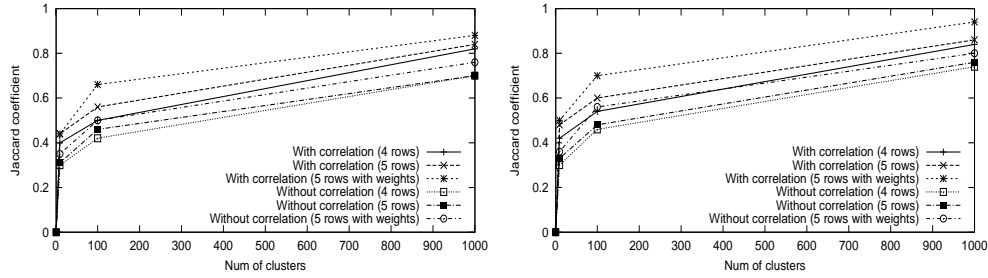 1
0.8
0.6
0.4
0.2
0
Jaccard coefficient
With correlation (4 rows)
With correlation (5 rows)
With correlation (5 rows with weights)
Without correlation (4 rows)
Without correlation (5 rows)
Without correlation (5 rows with weights)
0 100 200 300 400 500 600 700 800 900 1000
Num of clusters
1
0.8
0.6
0.4
0.2
0
Jaccard coefficient
With correlation (4 rows)
With correlation (5 rows)
With correlation (5 rows with weights)
Without correlation (4 rows)
Without correlation (5 rows)
Without correlation (5 rows with weights)
0 100 200 300 400 500 600 700 800 900 1000
Num of clusters